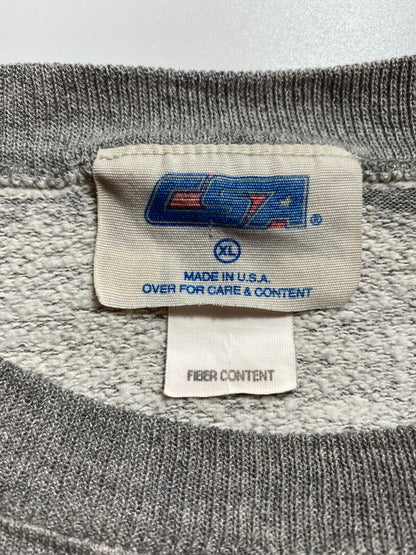 CSA®
XL
MADE IN U.S.A.
OVER FOR CARE & CONTENT
FIBER CONTENT